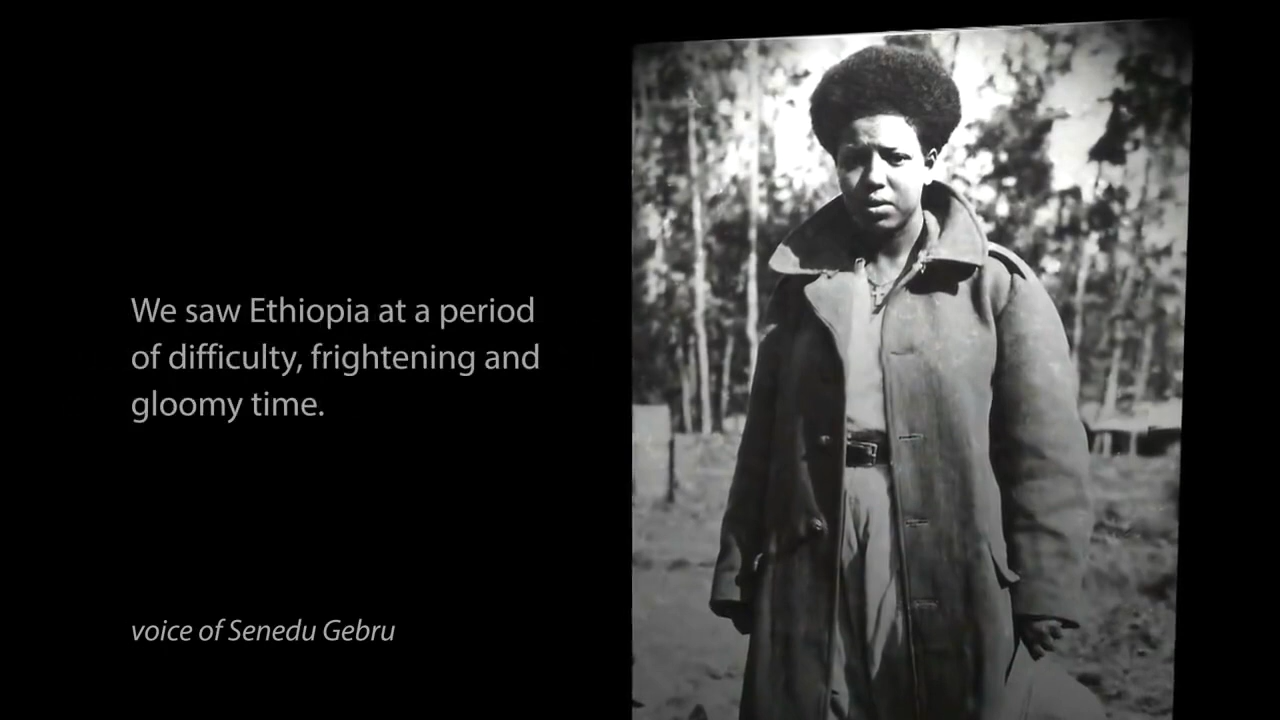 We saw Ethiopia at a period
of difficulty, frightening and
gloomy time.
voice of Senedu Gebru